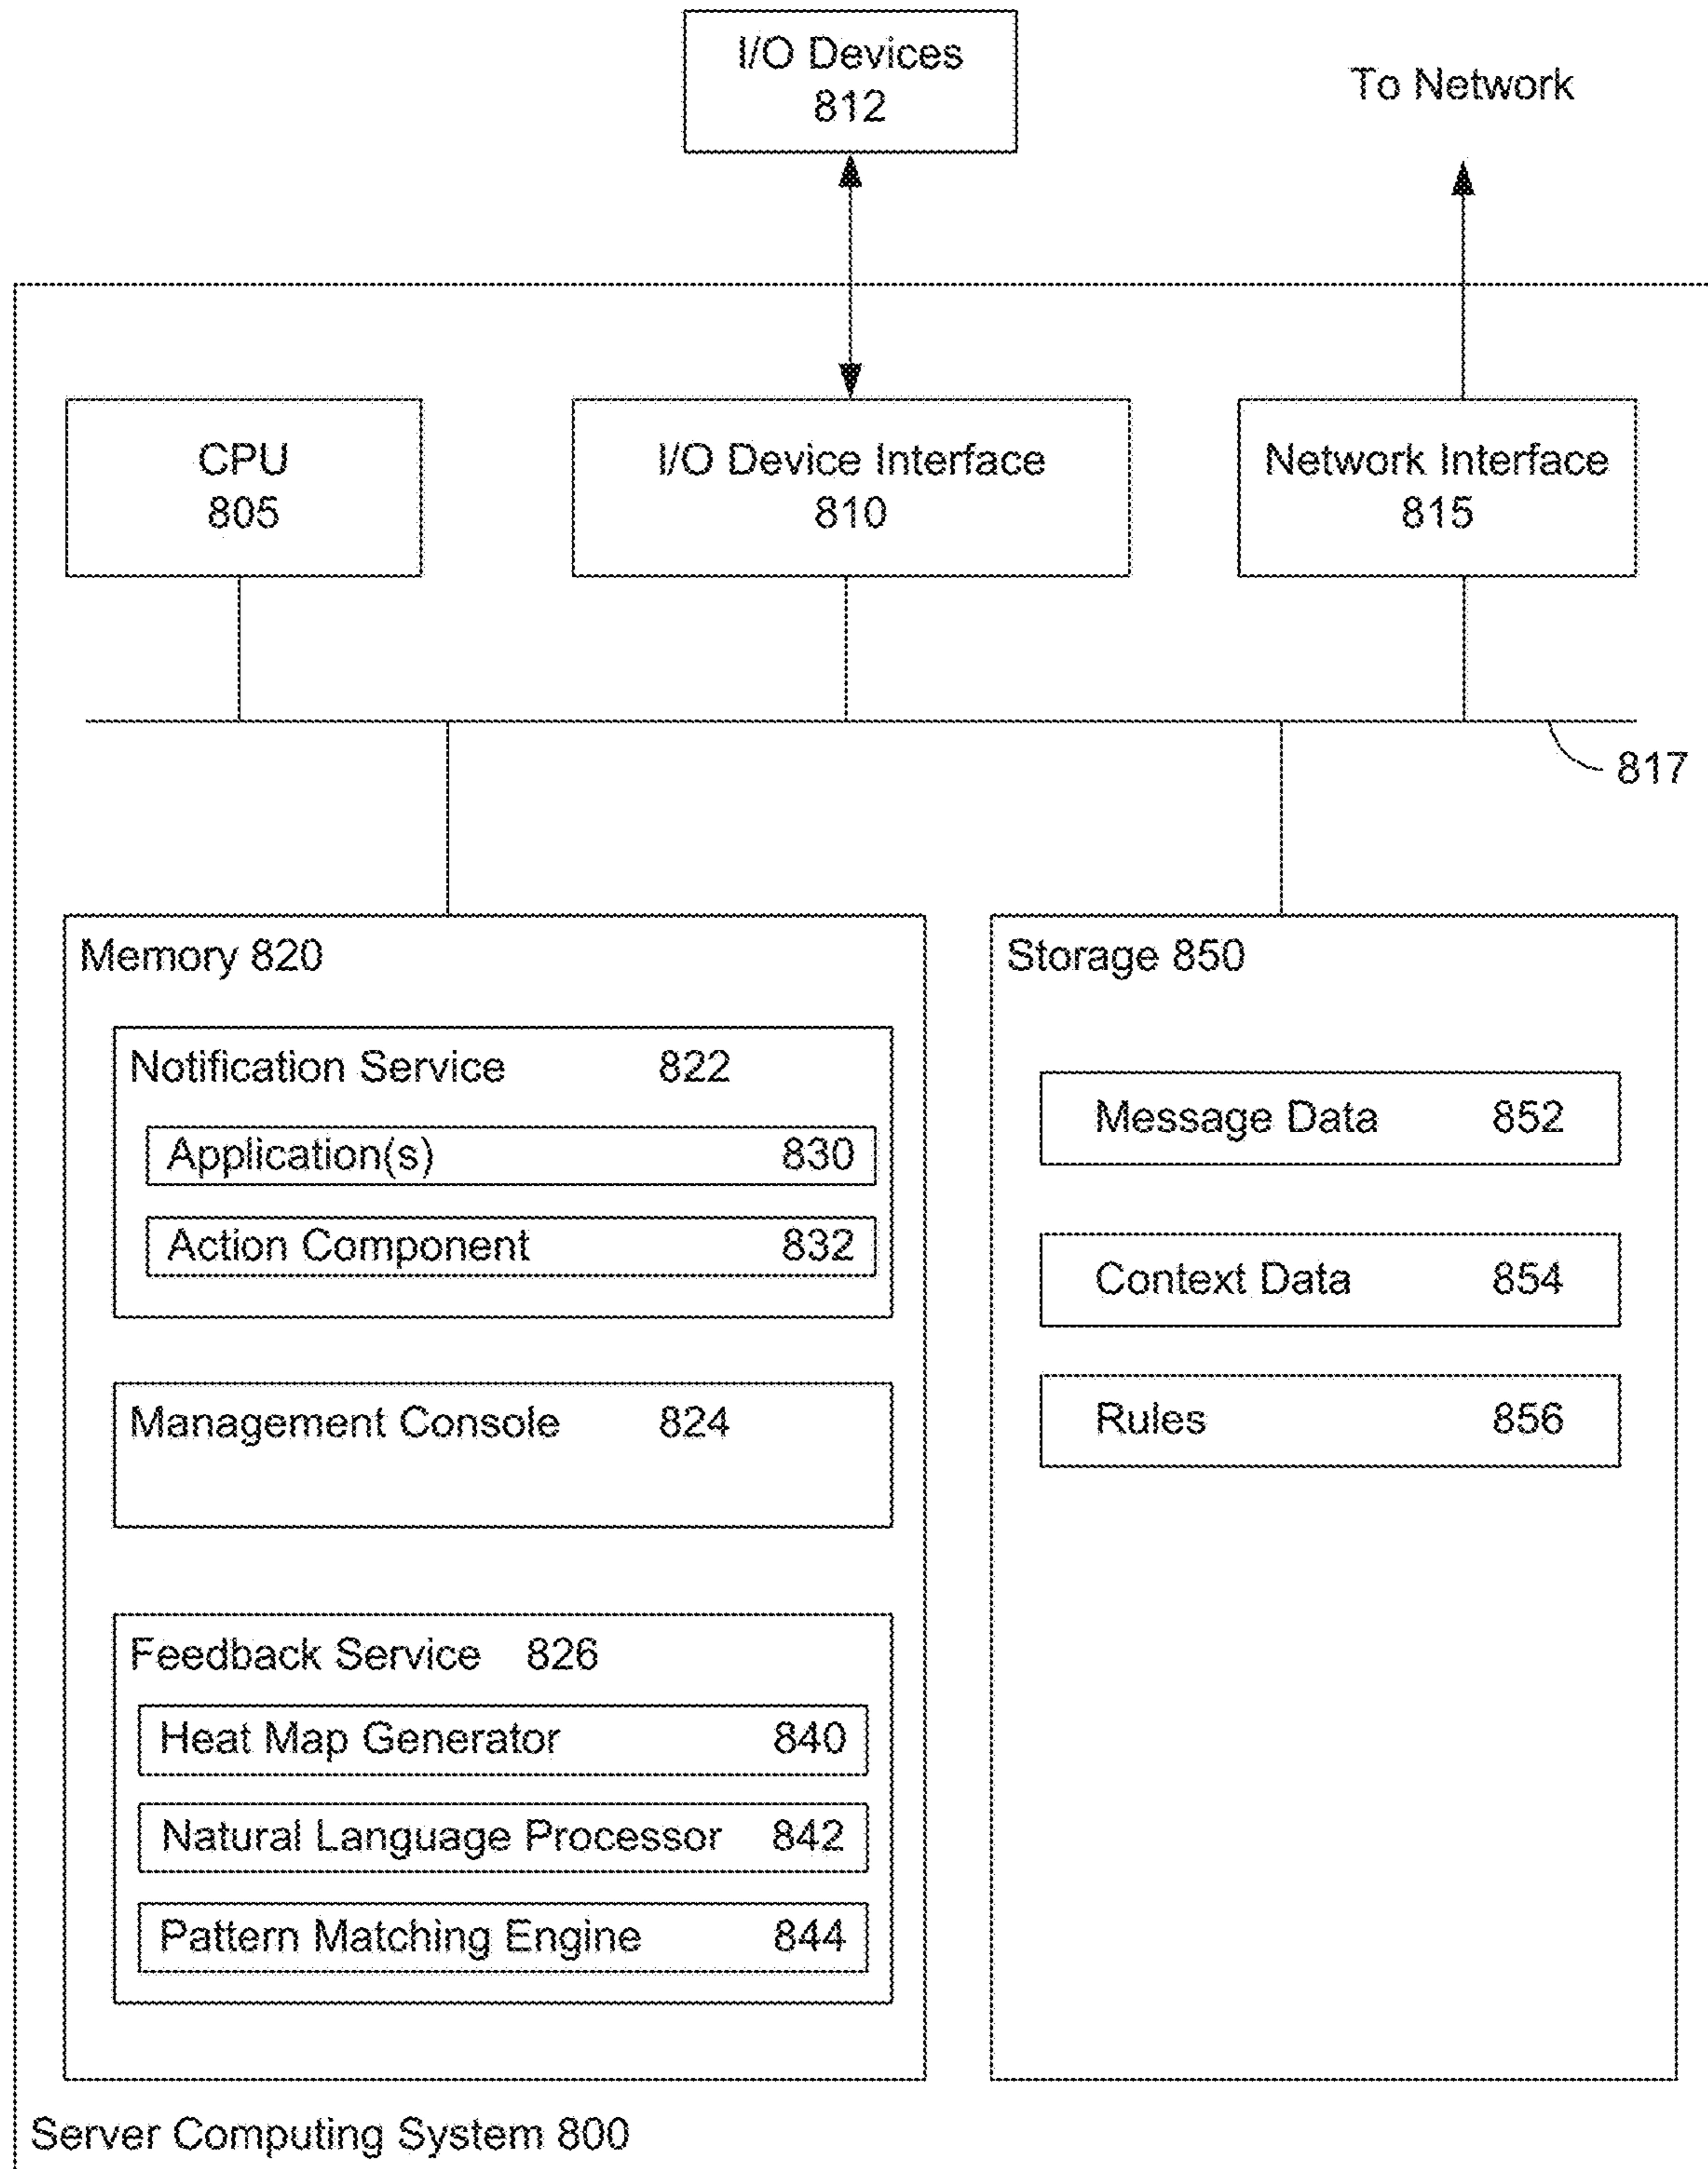 I/O Devices
812
To Network
CPU
805
I/O Device Interface
810
Network Interface
815
817
Memory 820
Notification Service 822
Application(s) 830
Action Component 832
Management Console 824
Feedback Service 826
Heat Map Generator 840
Natural Language Processor 842
Pattern Matching Engine 844
Storage 850
Message Data 852
Context Data 854
Rules 856
Server Computing System 800